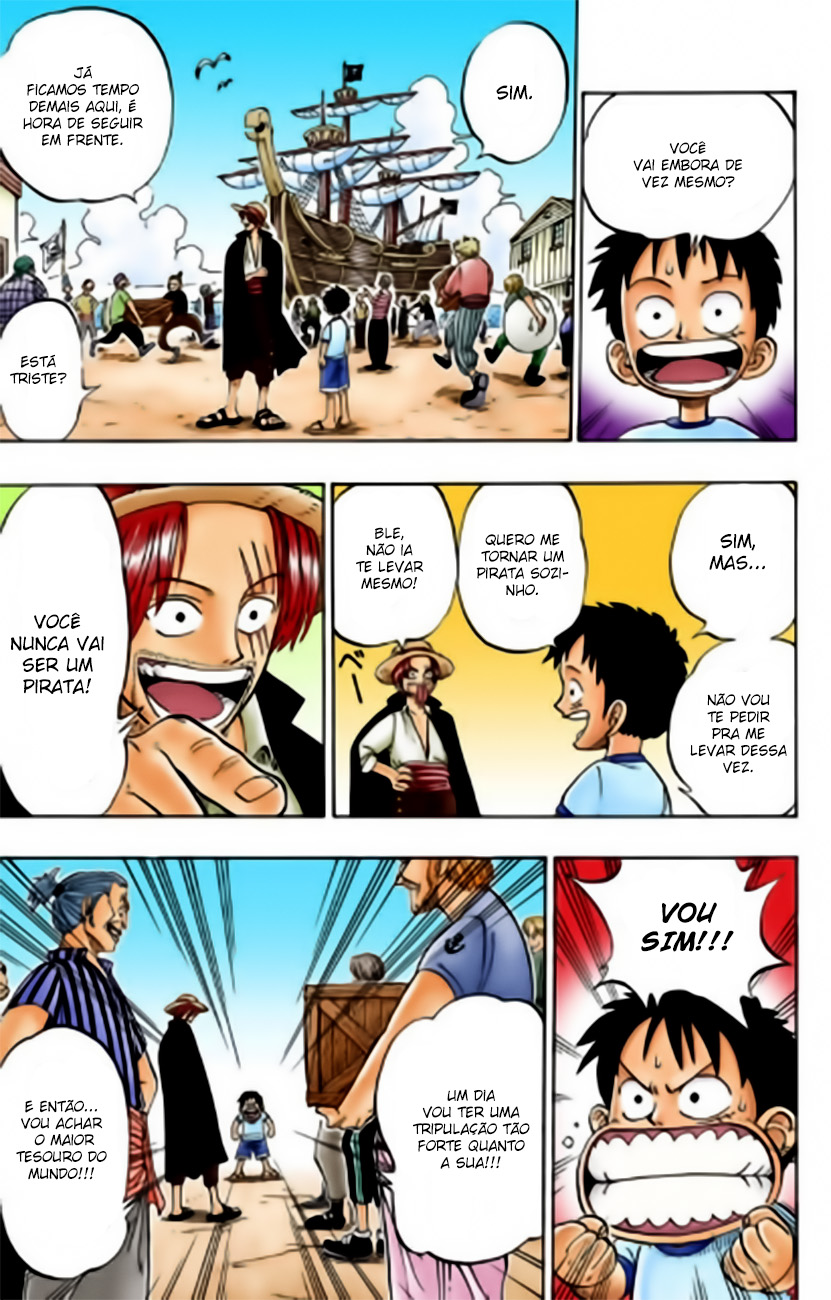 VOCÊ
VAI EMBORA DE
VEZ MESMO?
SIM.
JÁ
FICAMOS TEMPO
DEMAIS AQUI, É
HORA DE SEGUIR
EM FRENTE.
ESTÁ
TRISTE?
SIM,
MAS...
NÃO VOU
TE PEDIR
PRA ME
LEVAR DESSA
VEZ.
QUERO ME
TORNAR UM
PIRATA SOZI-
NHO.
BLE,
NÃO IA
TE LEVAR
MESMO!
べー
VOCÊ
NUNCA VAI
SER UM
PIRATA!
VOU
SIM!!!
UM DIA
VOU TER UMA
TRIPULAÇÃO TÃO
FORTE QUANTO
A SUA!!!
E ENTÃO...
VOU ACHAR
O MAIOR
TESOURO DO
MUNDO!!!